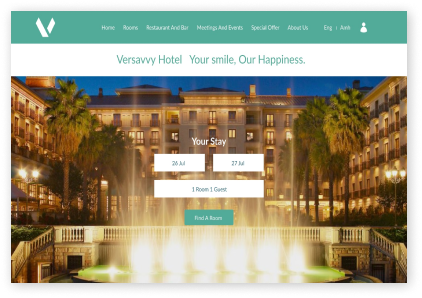 Home Rooms Restaurant And Bar Meetings And Events Special Offer About Us Eng / Amh
Versavvy Hotel Your smile, Our Happiness.
Your Stay
26 Jul 27 Jul
1 Room 1 Guest
Find A Room